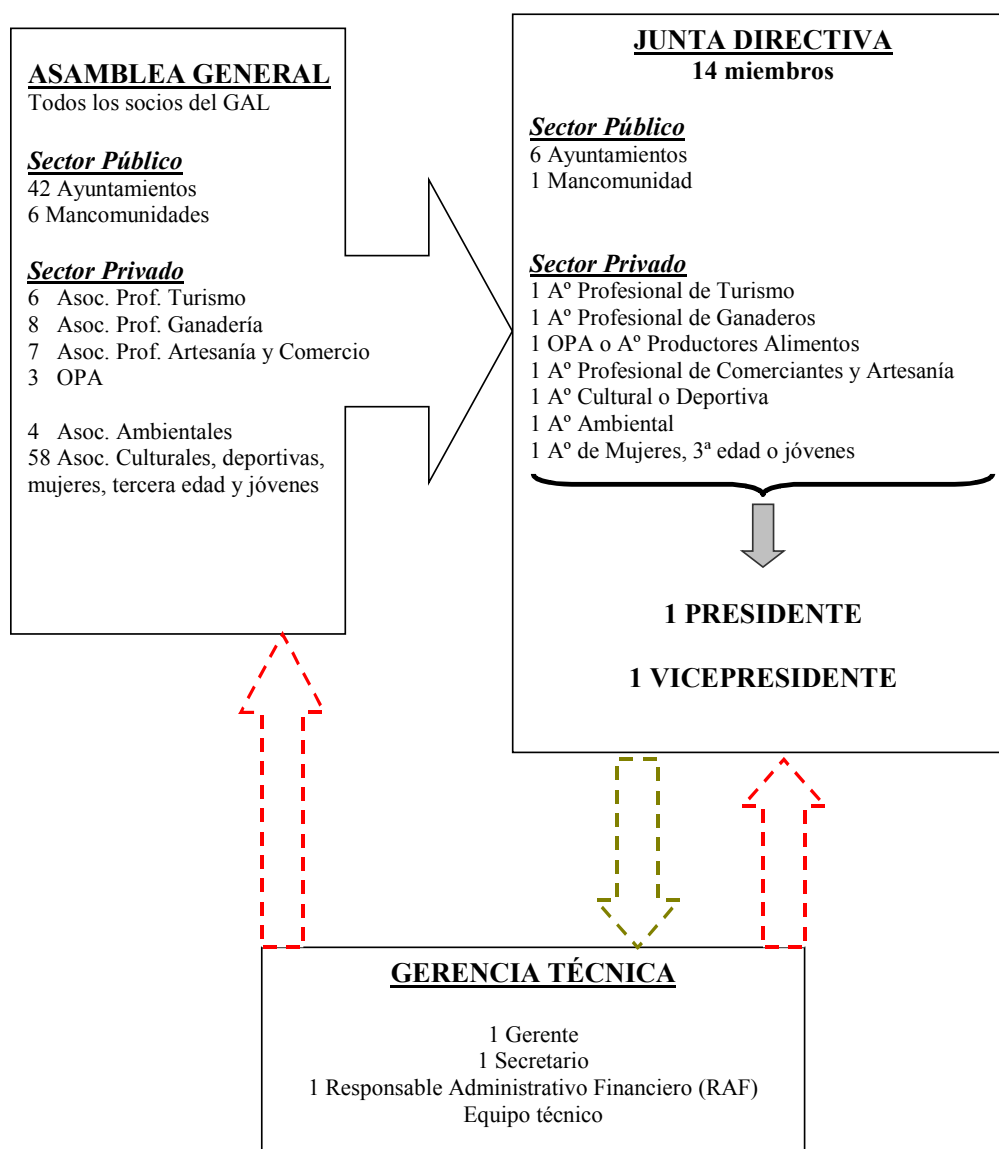 ASAMBLEA GENERAL
Todos los socios del GAL
Sector Público
42 Ayuntamientos
6 Mancomunidades
Sector Privado
6 Asoc. Prof. Turismo
8 Asoc. Prof. Ganadería
7 Asoc. Prof. Artesanía y Comercio
3 OPA
4 Asoc. Ambientales
58 Asoc. Culturales, deportivas,
mujeres, tercera edad y jóvenes
JUNTA DIRECTIVA
14 miembros
Sector Público
6 Ayuntamientos
1 Mancomunidad
Sector Privado
1 Aº Profesional de Turismo
1 Aº Profesional de Ganaderos
1 OPA o Aº Productores Alimentos
1 Aº Profesional de Comerciantes y Artesanía
1 Aº Cultural o Deportiva
1 Aº Ambiental
1 Aº de Mujeres, 3ª edad o jóvenes
1 PRESIDENTE
1 VICEPRESIDENTE
GERENCIA TÉCNICA
1 Gerente
1 Secretario
1 Responsable Administrativo Financiero (RAF)
Equipo técnico